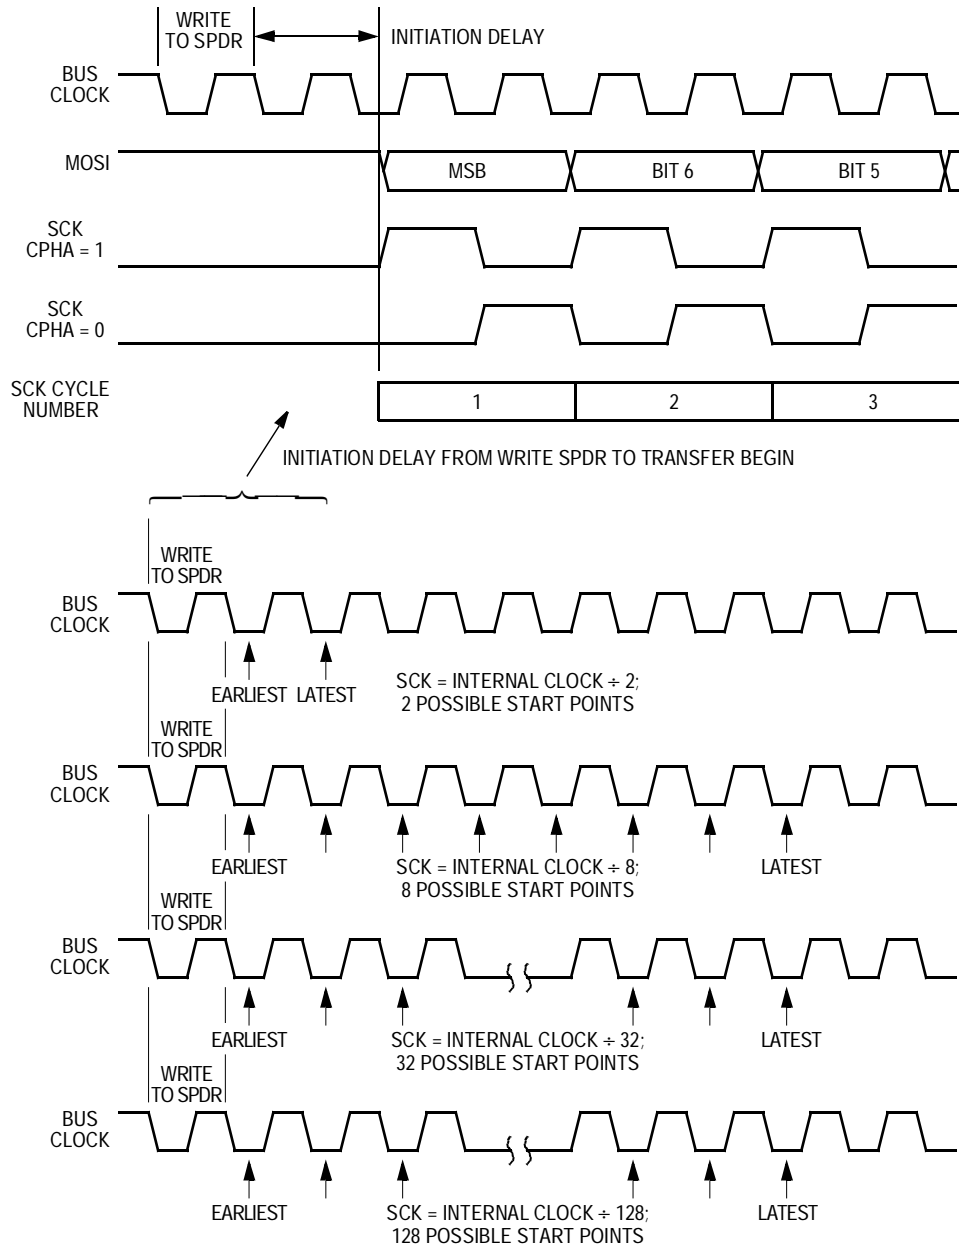 WRITE
TO SPDR
INITIATION DELAY
BUS
CLOCK
MOSI
MSB
BIT 6
BIT 5
SCK
CPHA = 1
SCK
CPHA = 0
SCK CYCLE
NUMBER
1
2
3
INITIATION DELAY FROM WRITE SPDR TO TRANSFER BEGIN
WRITE
TO SPDR
BUS
CLOCK
EARLIEST
LATEST
SCK = INTERNAL CLOCK ÷ 2;
2 POSSIBLE START POINTS
WRITE
TO SPDR
BUS
CLOCK
EARLIEST
SCK = INTERNAL CLOCK ÷ 8;
8 POSSIBLE START POINTS
LATEST
WRITE
TO SPDR
BUS
CLOCK
EARLIEST
SCK = INTERNAL CLOCK ÷ 32;
32 POSSIBLE START POINTS
LATEST
WRITE
TO SPDR
BUS
CLOCK
EARLIEST
SCK = INTERNAL CLOCK ÷ 128;
128 POSSIBLE START POINTS
LATEST